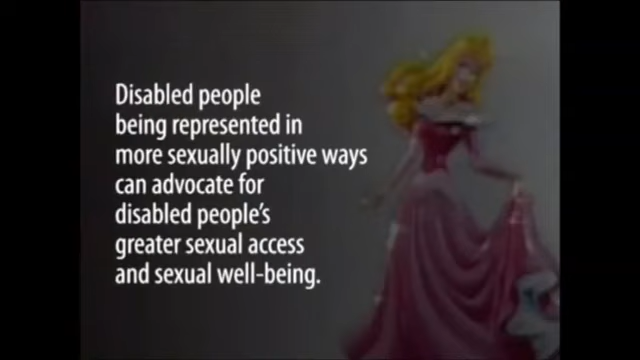 Disabled people
being represented in
more sexually positive ways
can advocate for
disabled people's
greater sexual access
and sexual well-being.